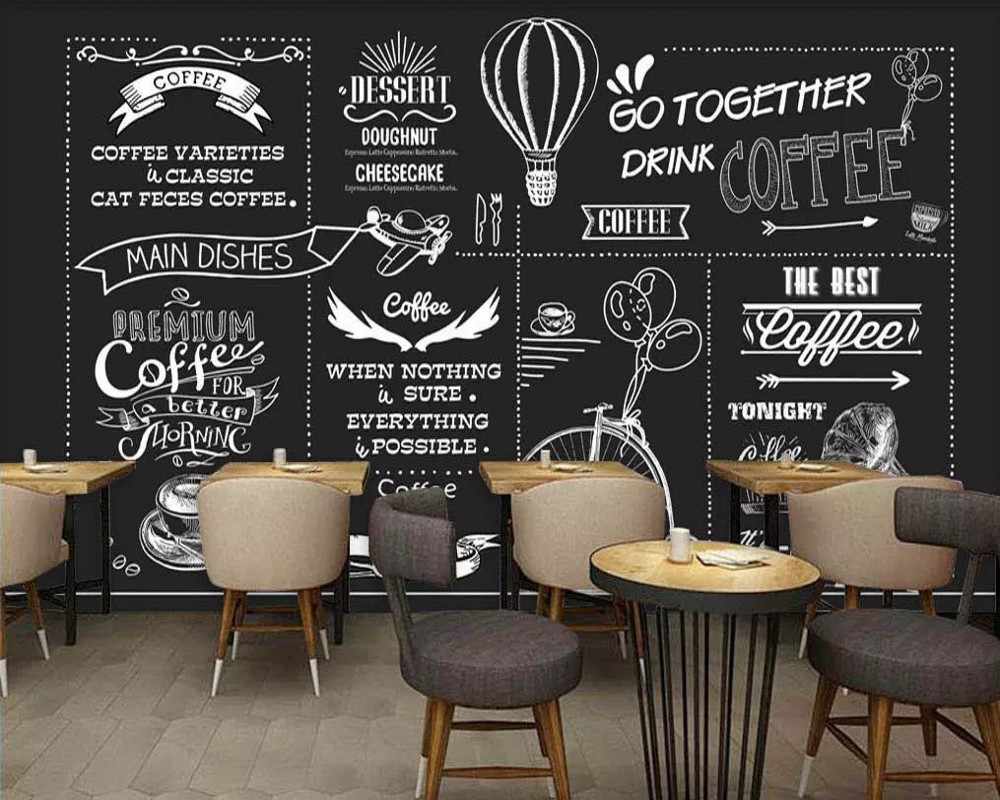 COFFEE
COFFEE VARIETIES
is CLASSIC
CAT FECES COFFEE.
DESSERT
DOUGHNUT
Espresso Latte Cappuccino Ristretto Mocha.
CHEESECAKE
Espresso Latte Cappuccino Ristretto Mocha.
GO TOGETHER
DRINK COFFEE
COFFEE
MAIN DISHES
PREMIUM
Coffee
FOR
a better
MORNING
Coffee
WHEN NOTHING
is SURE.
EVERYTHING
is POSSIBLE.
Coffee
THE BEST
Coffee
TONIGHT
Coffee